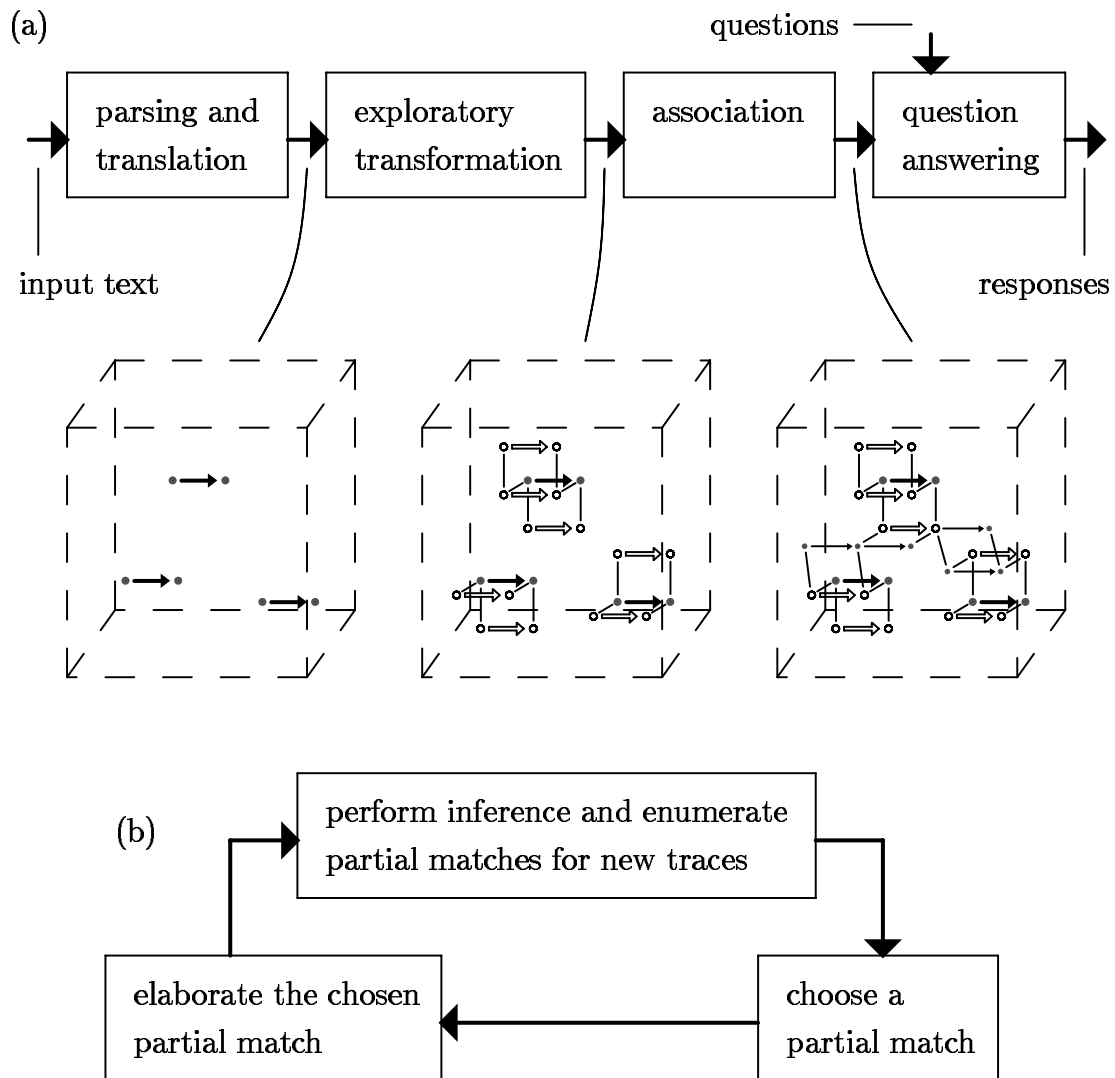 (a)
questions
parsing and
translation
exploratory
transformation
association
question
answering
input text
responses
(b)
perform inference and enumerate
partial matches for new traces
elaborate the chosen
partial match
choose a
partial match